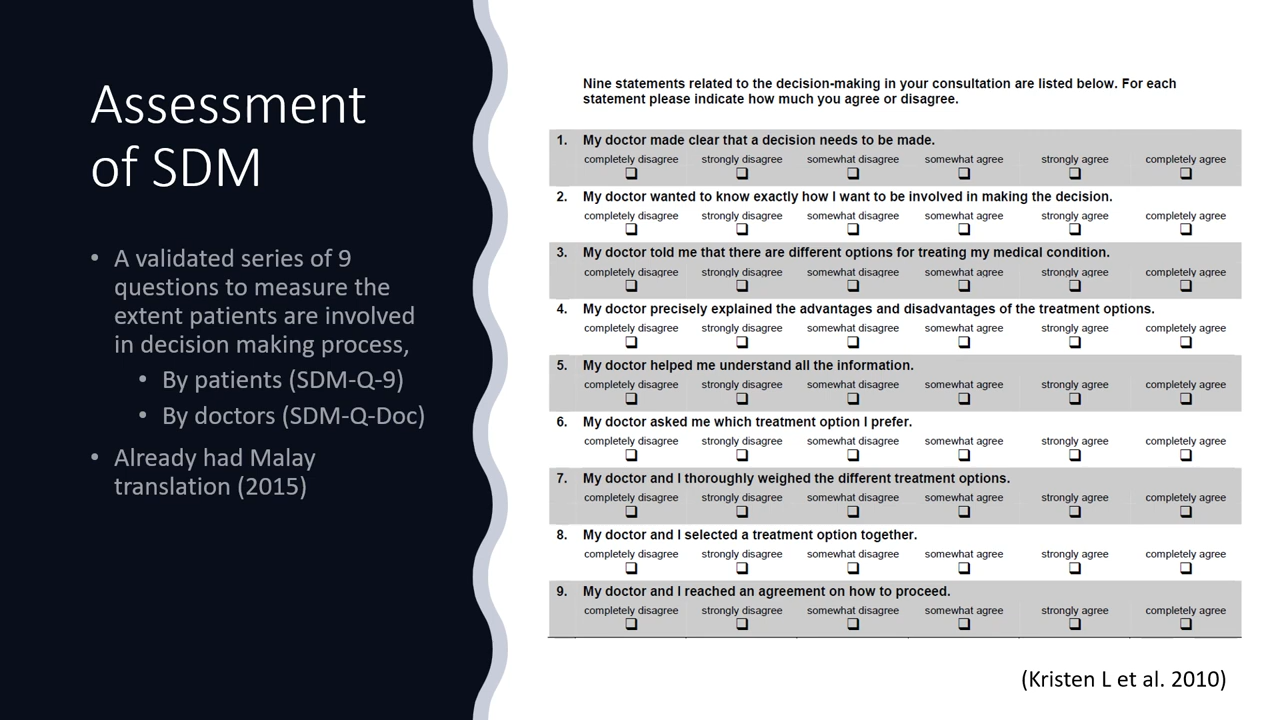 Assessment
of SDM
• A validated series of 9
questions to measure the
extent patients are involved
in decision making process,
• By patients (SDM-Q-9)
• By doctors (SDM-Q-Doc)
• Already had Malay
translation (2015)
Nine statements related to the decision-making in your consultation are listed below. For each
statement please indicate how much you agree or disagree.
1. My doctor made clear that a decision needs to be made.
completely disagree strongly disagree somewhat disagree somewhat agree strongly agree completely agree
2. My doctor wanted to know exactly how I want to be involved in making the decision.
completely disagree strongly disagree somewhat disagree somewhat agree strongly agree completely agree
3. My doctor told me that there are different options for treating my medical condition.
completely disagree strongly disagree somewhat disagree somewhat agree strongly agree completely agree
4. My doctor precisely explained the advantages and disadvantages of the treatment options.
completely disagree strongly disagree somewhat disagree somewhat agree strongly agree completely agree
5. My doctor helped me understand all the information.
completely disagree strongly disagree somewhat disagree somewhat agree strongly agree completely agree
6. My doctor asked me which treatment option I prefer.
completely disagree strongly disagree somewhat disagree somewhat agree strongly agree completely agree
7. My doctor and I thoroughly weighed the different treatment options.
completely disagree strongly disagree somewhat disagree somewhat agree strongly agree completely agree
8. My doctor and I selected a treatment option together.
completely disagree strongly disagree somewhat disagree somewhat agree strongly agree completely agree
9. My doctor and I reached an agreement on how to proceed.
completely disagree strongly disagree somewhat disagree somewhat agree strongly agree completely agree
(Kristen L et al. 2010)